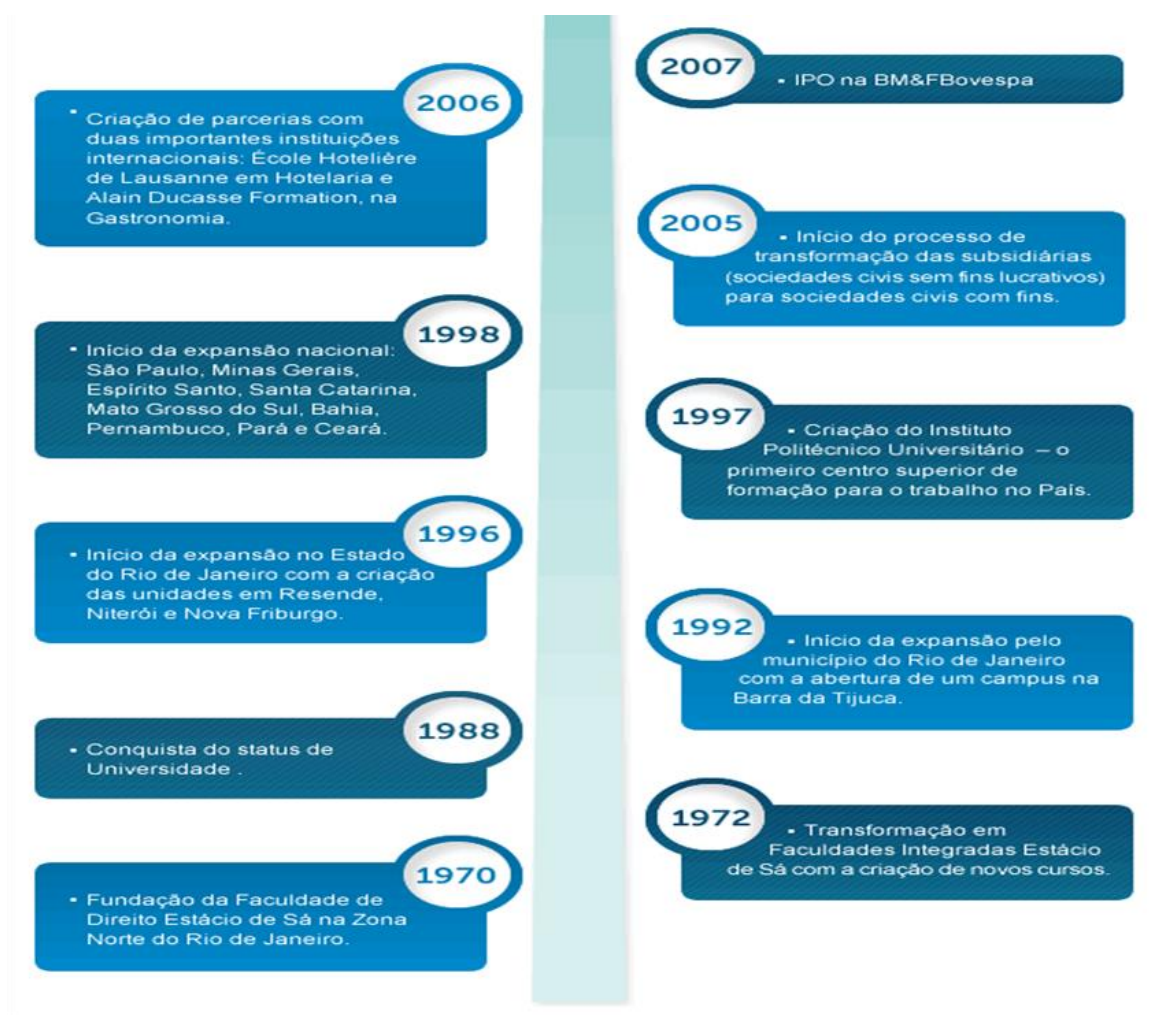 2007
▪ IPO na BM&FBovespa
2006
▪ Criação de parcerias com
duas importantes instituições
internacionais: École Hotelière
de Lausanne em Hotelaria e
Alain Ducasse Formation, na
Gastronomia.
2005
▪ Início do processo de
transformação das subsidiárias
(sociedades civis sem fins lucrativos)
para sociedades civis com fins.
1998
▪ Início da expansão nacional:
São Paulo, Minas Gerais,
Espírito Santo, Santa Catarina,
Mato Grosso do Sul, Bahia,
Pernambuco, Pará e Ceará.
1997
▪ Criação do Instituto
Politécnico Universitário – o
primeiro centro superior de
formação para o trabalho no País.
1996
▪ Início da expansão no Estado
do Rio de Janeiro com a criação
das unidades em Resende,
Niterói e Nova Friburgo.
1992
▪ Início da expansão pelo
município do Rio de Janeiro
com a abertura de um campus na
Barra da Tijuca.
1988
▪ Conquista do status de
Universidade .
1972
▪ Transformação em
Faculdades Integradas Estácio
de Sá com a criação de novos cursos.
1970
▪ Fundação da Faculdade de
Direito Estácio de Sá na Zona
Norte do Rio de Janeiro.